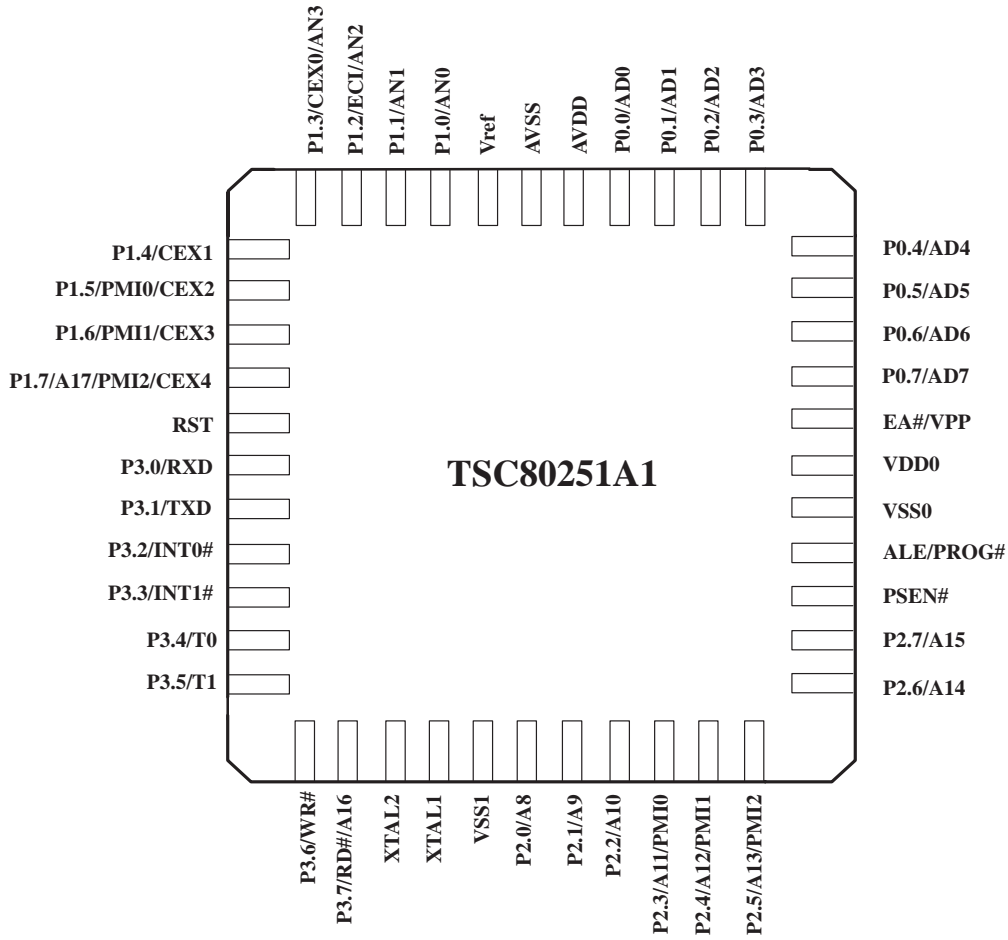 P1.3/CEX0/AN3
P1.2/ECI/AN2
P1.1/AN1
P1.0/AN0
Vref
AVSS
AVDD
P0.0/AD0
P0.1/AD1
P0.2/AD2
P0.3/AD3
P1.4/CEX1
P1.5/PMI0/CEX2
P1.6/PMI1/CEX3
P1.7/A17/PMI2/CEX4
RST
P3.0/RXD
P3.1/TXD
P3.2/INT0#
P3.3/INT1#
P3.4/T0
P3.5/T1
TSC80251A1
P0.4/AD4
P0.5/AD5
P0.6/AD6
P0.7/AD7
EA#/VPP
VDD0
VSS0
ALE/PROG#
PSEN#
P2.7/A15
P2.6/A14
P3.6/WR#
P3.7/RD#/A16
XTAL2
XTAL1
VSS1
P2.0/A8
P2.1/A9
P2.2/A10
P2.3/A11/PMI0
P2.4/A12/PMI1
P2.5/A13/PMI2